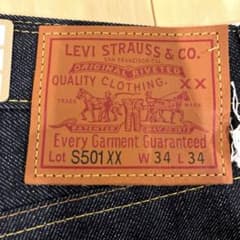 LEVI STRAUSS & CO.
SAN FRANCISCO CAL.
ORIGINAL RIVETED
QUALITY CLOTHING.
XX
TRADE MARK
Every Garment Guaranteed
Lot S501XX W 34 L 34